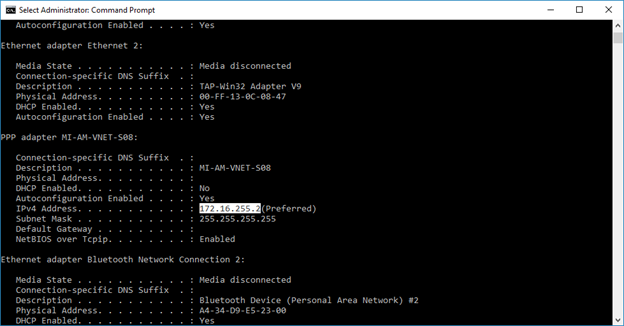 Select Administrator: Command Prompt
Autoconfiguration Enabled . . . . : Yes
Ethernet adapter Ethernet 2:
Media State . . . . . . . . . . . : Media disconnected
Connection-specific DNS Suffix  . :
Description . . . . . . . . . . . : TAP-Win32 Adapter V9
Physical Address. . . . . . . . . : 00-FF-13-0C-08-47
DHCP Enabled. . . . . . . . . . . : Yes
Autoconfiguration Enabled . . . . : Yes
PPP adapter MI-AM-VNET-S08:
Connection-specific DNS Suffix  . :
Description . . . . . . . . . . . : MI-AM-VNET-S08
Physical Address. . . . . . . . . :
DHCP Enabled. . . . . . . . . . . : No
Autoconfiguration Enabled . . . . : Yes
IPv4 Address. . . . . . . . . . . : 172.16.255.2(Preferred)
Subnet Mask . . . . . . . . . . . : 255.255.255.255
Default Gateway . . . . . . . . . :
NetBIOS over Tcpip. . . . . . . . : Enabled
Ethernet adapter Bluetooth Network Connection 2:
Media State . . . . . . . . . . . : Media disconnected
Connection-specific DNS Suffix  . :
Description . . . . . . . . . . . : Bluetooth Device (Personal Area Network) #2
Physical Address. . . . . . . . . : A4-34-D9-E5-23-00
DHCP Enabled. . . . . . . . . . . : Yes